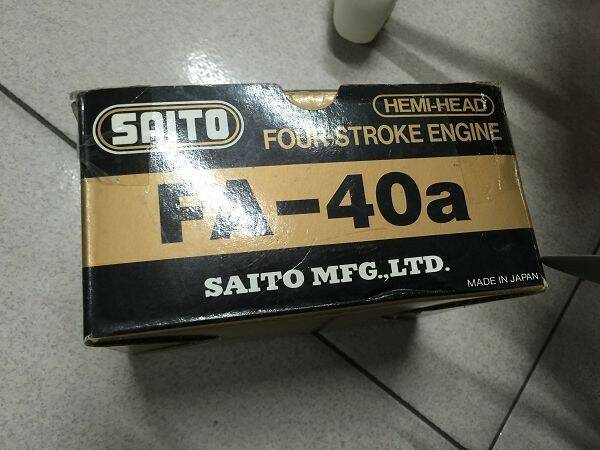 SAITO
HEMI-HEAD
FOUR-STROKE ENGINE
FA-40a
SAITO MFG.,LTD.
MADE IN JAPAN